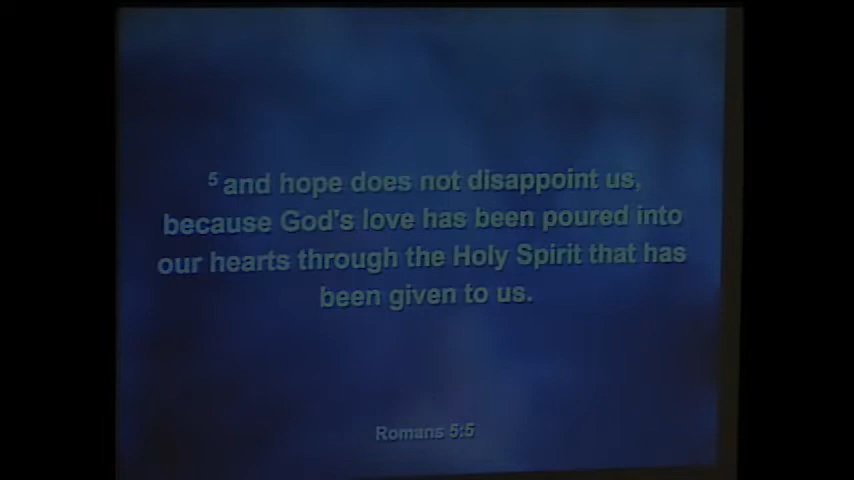 5 and hope does not disappoint us,
because God's love has been poured into
our hearts through the Holy Spirit that has
been given to us.
Romans 5:5